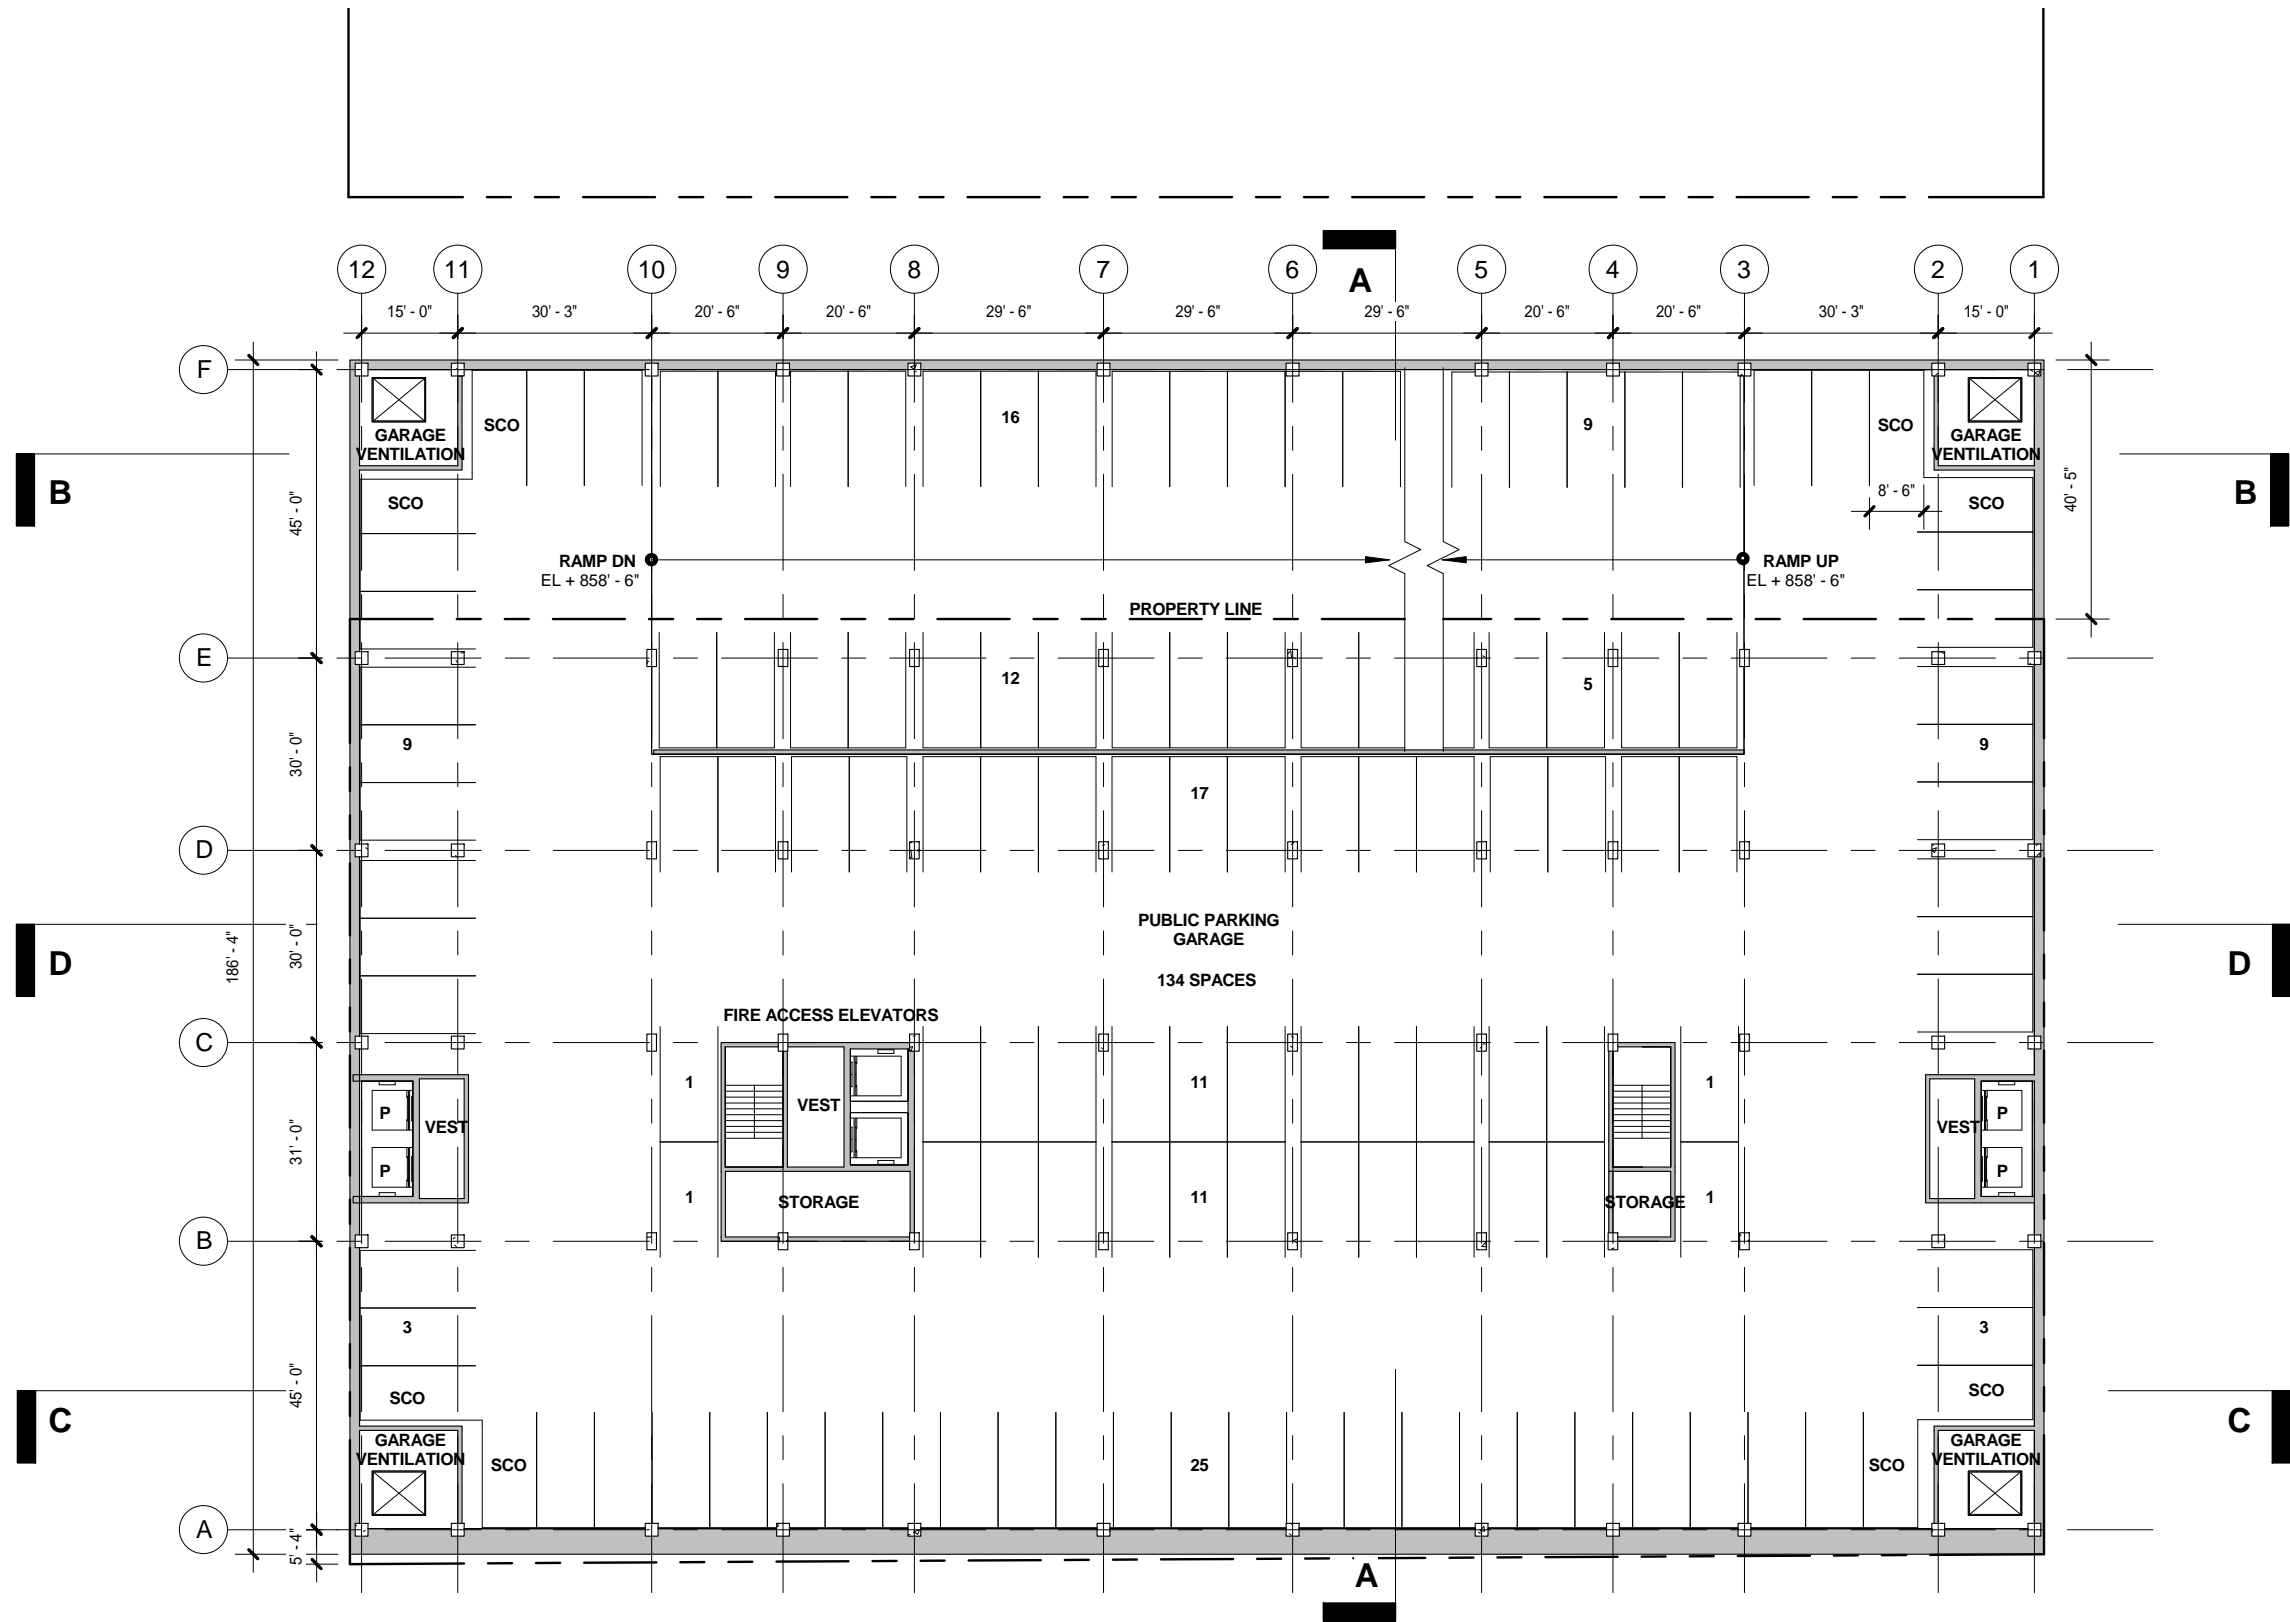 A
12
11
10
9
8
7
6
5
4
3
2
1
15' - 0"
30' - 3"
20' - 6"
20' - 6"
29' - 6"
29' - 6"
29' - 6"
20' - 6"
20' - 6"
30' - 3"
15' - 0"
F
16
9
SCO
SCO
GARAGE
VENTILATION
GARAGE
VENTILATION
B
B
SCO
8' - 6"
SCO
40' - 5"
45' - 0"
RAMP DN
EL + 858' - 6"
RAMP UP
EL + 858' - 6"
PROPERTY LINE
E
12
5
9
30' - 0"
9
17
D
PUBLIC PARKING
GARAGE
134 SPACES
D
186' - 4"
30' - 0"
D
FIRE ACCESS ELEVATORS
C
1
11
1
VEST
P
VEST
31' - 0"
VEST
P
P
P
1
STORAGE
11
STORAGE
1
B
3
3
45' - 0"
SCO
SCO
C
C
GARAGE
VENTILATION
GARAGE
VENTILATION
SCO
25
SCO
A
5' - 4"
A